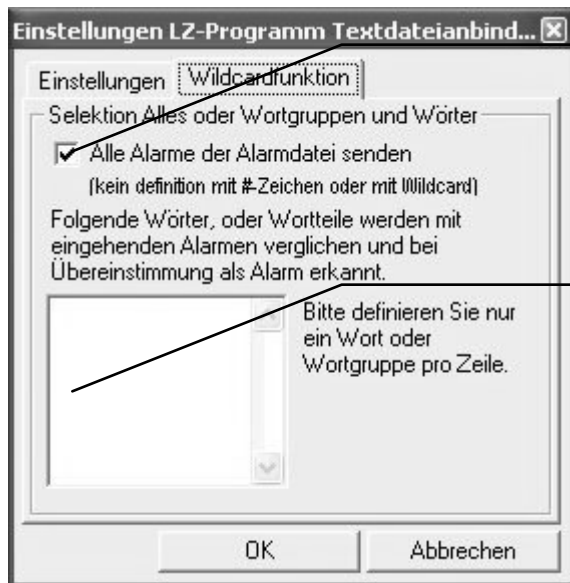 Einstellungen LZ-Programm Textdateianbind...
Einstellungen
Wildcardfunktion
Selektion Alles oder Wortgruppen und Wörter
Alle Alarme der Alarmdatei senden
(kein definition mit #-Zeichen oder mit Wildcard)
Folgende Wörter, oder Wortteile werden mit
eingehenden Alarmen verglichen und bei
Übereinstimmung als Alarm erkannt.
Bitte definieren Sie nur
ein Wort oder
Wortgruppe pro Zeile.
OK
Abbrechen